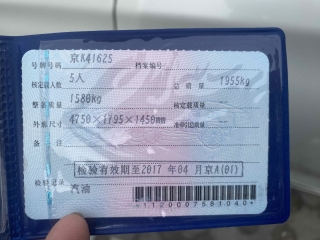 京K41625
号牌号码 档案编号
核定载人数 5人 总质量 1955kg
整备质量 1580kg 核定载质量 --
外廓尺寸 4750×1795×1450mm 准牵引总质量 --
备注
检验有效期至2017年04月京A(01)
检验记录
汽油
*1120007581040*